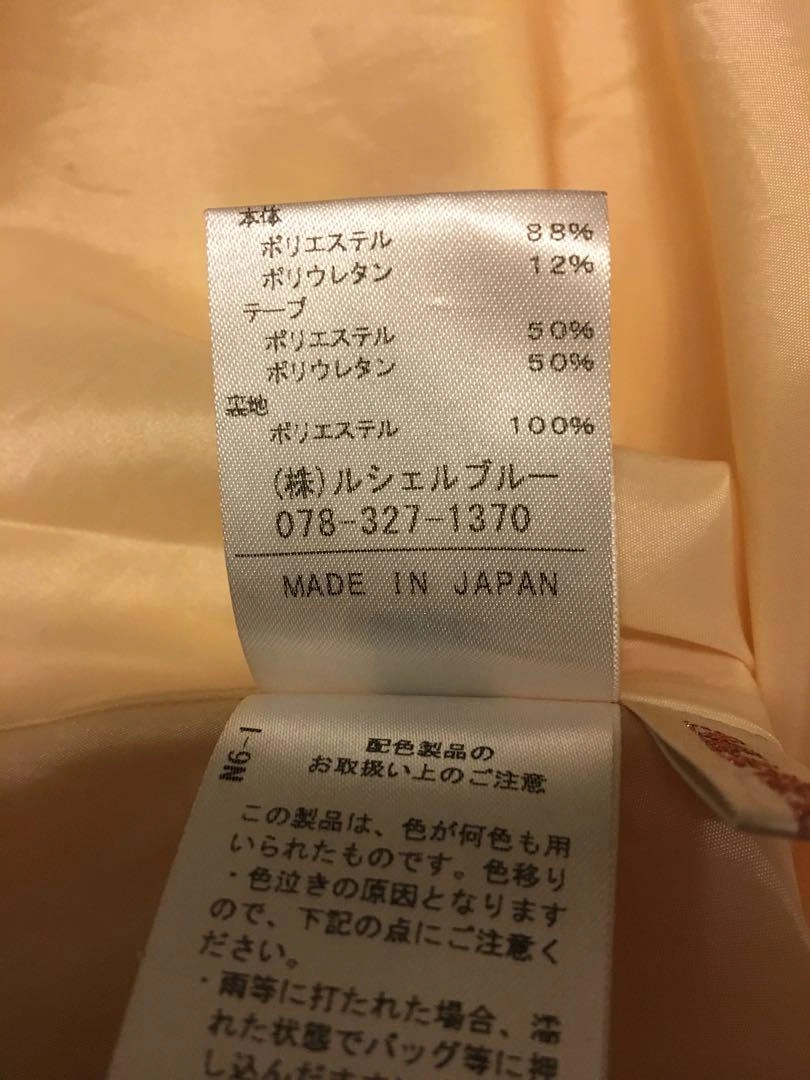 本体
ポリエステル 88%
ポリウレタン 12%
テープ
ポリエステル 50%
ポリウレタン 50%
裏地
ポリエステル 100%
(株)ルシェルブルー
078-327-1370
MADE IN JAPAN
N6-1
配色製品の
お取扱い上のご注意
この製品は、色が何色も用
いられたものです。色移り
・色泣きの原因となります
ので、下記の点にご注意く
ださい。
・雨等に打たれた場合、濡
れた状態でバッグ等に押
し込んだ